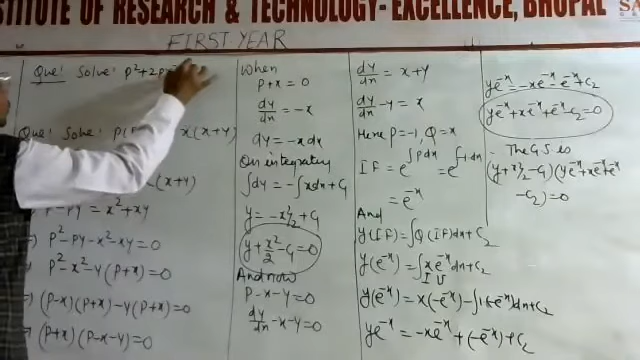 STITUTE OF RESEARCH & TECHNOLOGY-EXCELLENCE, BHOPAL SA
FIRST YEAR
Que! Solve! P²+2P
Que! Solve! P(P x(x+y)
-(x+y)
P²-Py = x²+xy
⇒) P²-Py-x²-xy=0
P²-x²-y(P+x)=0
⇒) (P-x)(P+x)-y(P+x)=0
⇒) (P+x)(P-x-y)=0
When
P+x=0
dy/dx = -x
dy = -xdx
On integrating
∫dy = -∫xdx+C₁
y = -x²/2 + C₁
y + x²/2 - C₁ = 0
And now
P-x-y=0
dy/dx -x-y=0
dy/dx = x+y
dy/dx - y = x
Here P=-1, Q=x
IF = e^∫Pdx = e^∫-1dx
= e^-x
And
y(IF) = ∫Q(IF)dx+C₂
y(e^-x) = ∫x e^-x dx+C₂
I II
y(e^-x) = x(-e^-x) - ∫1(-e^-x)dx+C₂
ye^-x = -xe^-x + (-e^-x)+C₂
ye^-x = -xe^-x - e^-x + C₂
ye^-x + xe^-x + e^-x - C₂ = 0
The G.S. is
(y+x²/2-C₁)(ye^-x+xe^-x+e^-x
-C₂)=0